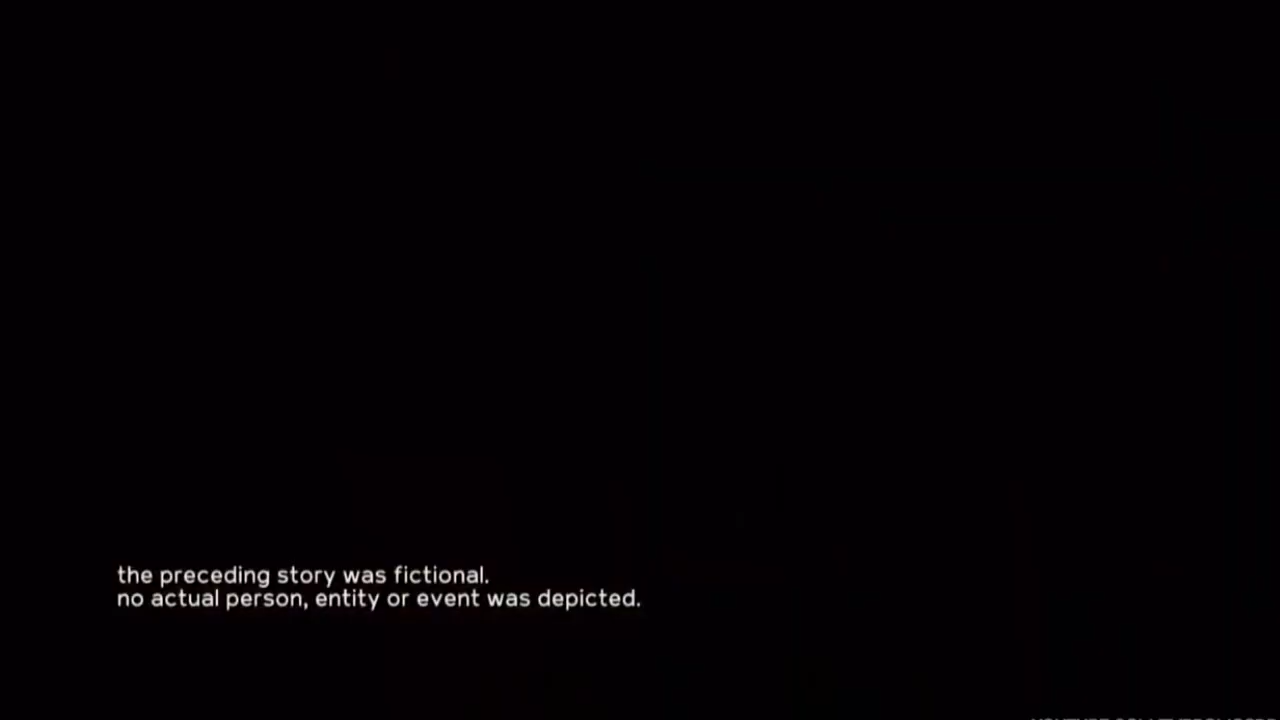 the preceding story was fictional.
no actual person, entity or event was depicted.